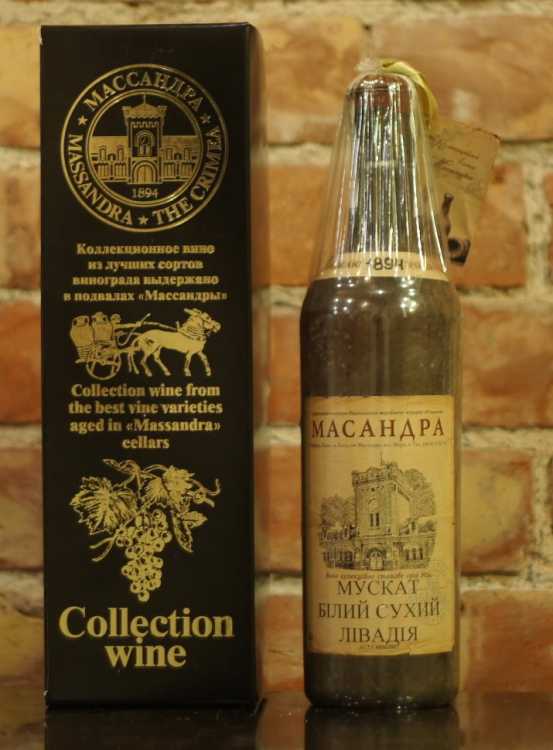 МАССАНДРА
MASSANDRA ★ THE CRIMEA
1894
Коллекционное вино
из лучших сортов
винограда выдержано
в подвалах «Массандры»
Collection wine from
the best vine varieties
aged in «Massandra»
cellars
Collection
wine
1894
МАСАНДРА
МУСКАТ
БІЛИЙ СУХИЙ
ЛІВАДІЯ